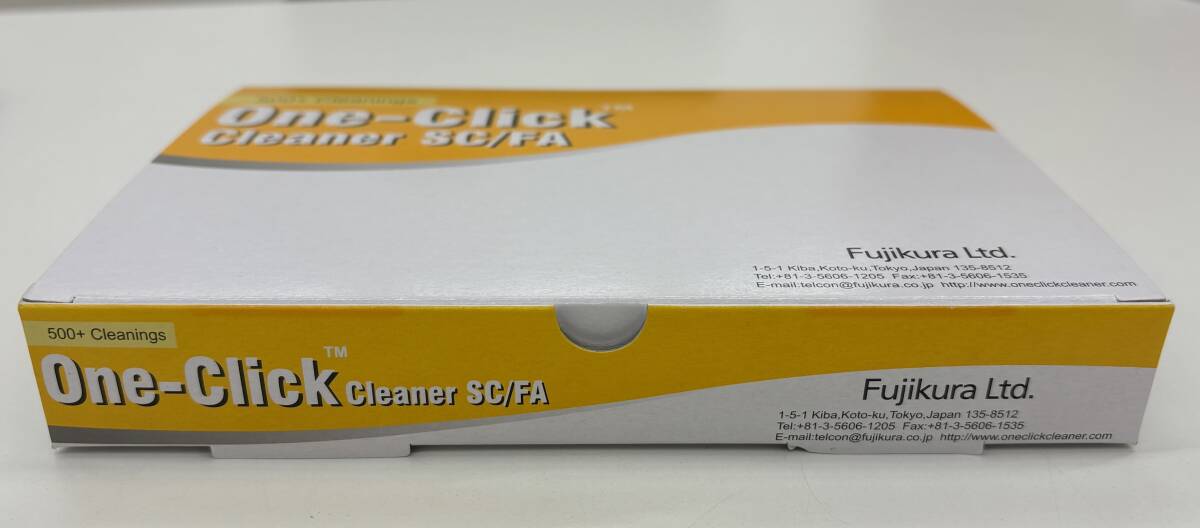 500+ Cleanings
One-Click™
Cleaner SC/FA
Fujikura Ltd.
1-5-1 Kiba,Koto-ku,Tokyo,Japan 135-8512
Tel:+81-3-5606-1205 Fax:+81-3-5606-1535
E-mail:telcon@fujikura.co.jp http://www.oneclickcleaner.com
500+ Cleanings
One-Click™ Cleaner SC/FA
Fujikura Ltd.
1-5-1 Kiba,Koto-ku,Tokyo,Japan 135-8512
Tel:+81-3-5606-1205 Fax:+81-3-5606-1535
E-mail:telcon@fujikura.co.jp http://www.oneclickcleaner.com